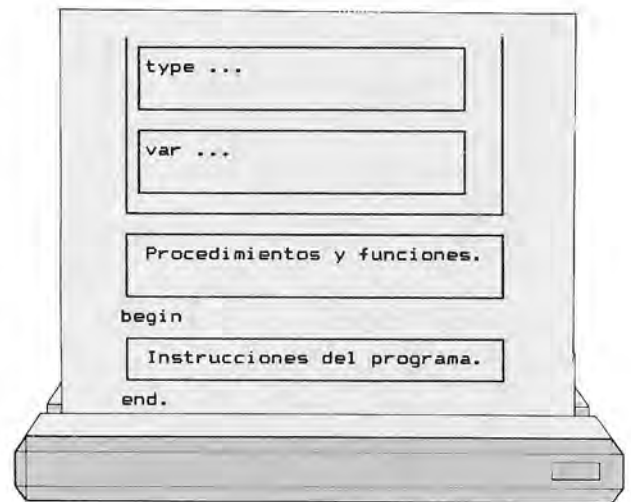 type ...
var ...
Procedimientos y funciones.
begin
Instrucciones del programa.
end.